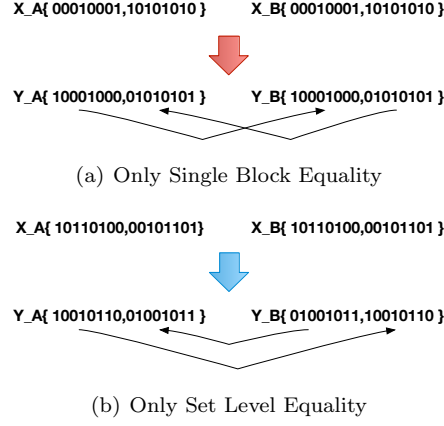 X_A{ 00010001,10101010 } X_B{ 00010001,10101010 }
Y_A{ 10001000,01010101 } Y_B{ 10001000,01010101 }
(a) Only Single Block Equality
X_A{ 10110100,00101101} X_B{ 10110100,00101101 }
Y_A{ 10010110,01001011 } Y_B{ 01001011,10010110 }
(b) Only Set Level Equality